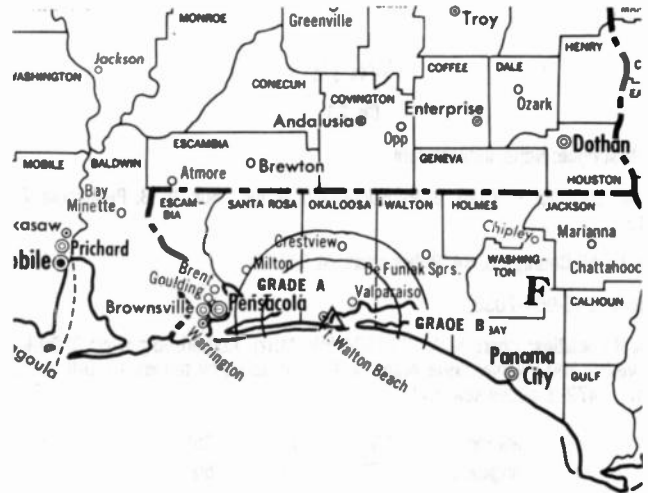 MONROE
Greenville
Troy
HENRY
Jackson
WASHINGTON
CONECUH
COFFEE
DALE
COVINGTON
Enterprise
Ozark
Andalusia
Opp
Dothan
ESCAMBIA
MOBILE
BALDWIN
Brewton
GENEVA
Atmore
HOUSTON
Bay
Minette
ESCAM-
BIA
SANTA ROSA
OKALOOSA
WALTON
HOLMES
JACKSON
Chipley
Marianna
Prichard
Crestview
WASHING-
TON
Milton
De Funiak Sprs.
Chattahooc
Brent
Goulding
GRADE A
Valparaiso
F
CALHOUN
Brownsville
Pensacola
GRADE B
Warrington
Ft. Walton Beach
Panama
City
GULF